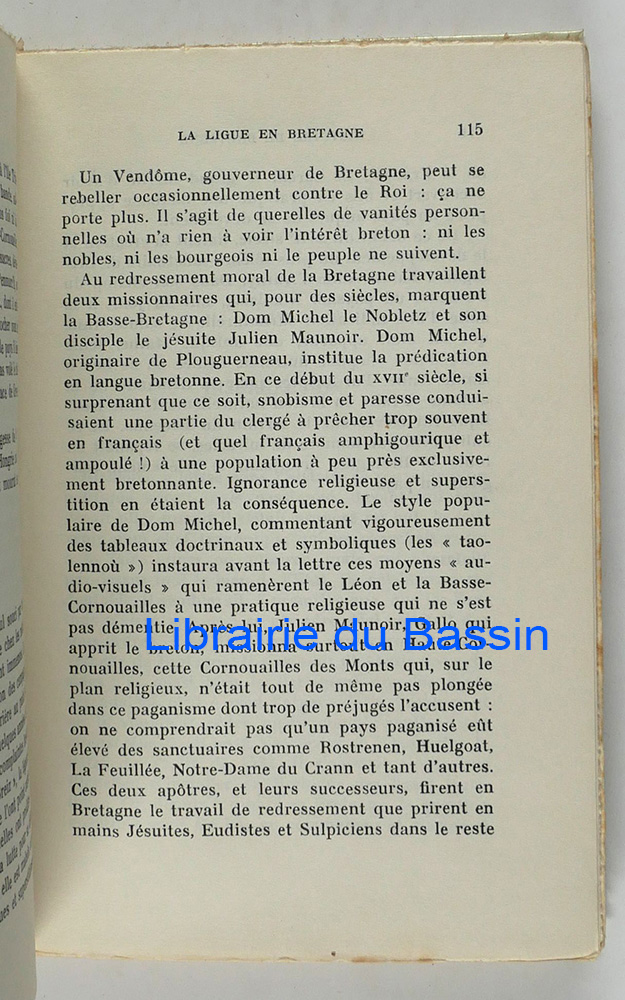 LA LIGUE EN BRETAGNE 115
Un Vendôme, gouverneur de Bretagne, peut se
rebeller occasionnellement contre le Roi : ça ne
porte plus. Il s'agit de querelles de vanités person-
nelles où n'a rien à voir l'intérêt breton : ni les
nobles, ni les bourgeois ni le peuple ne suivent.
Au redressement moral de la Bretagne travaillent
deux missionnaires qui, pour des siècles, marquent
la Basse-Bretagne : Dom Michel le Nobletz et son
disciple le jésuite Julien Maunoir. Dom Michel,
originaire de Plouguerneau, institue la prédication
en langue bretonne. En ce début du XVIIe siècle, si
surprenant que ce soit, snobisme et paresse condui-
saient une partie du clergé à prêcher trop souvent
en français (et quel français amphigourique et
ampoulé !) à une population à peu près exclusive-
ment bretonnante. Ignorance religieuse et supers-
tition en étaient la conséquence. Le style popu-
laire de Dom Michel, commentant vigoureusement
des tableaux doctrinaux et symboliques (les « tao-
lennoù ») instaura avant la lettre ces moyens « au-
dio-visuels » qui ramenèrent le Léon et la Basse-
Cornouailles à une pratique religieuse qui ne s'est
pas démentie. Après lui, Julien Maunoir, Gallo qui
Librairie du Bassin
apprit le breton, missionna surtout en Haute-Cor-
nouailles, cette Cornouailles des Monts qui, sur le
plan religieux, n'était tout de même pas plongée
dans ce paganisme dont trop de préjugés l'accusent :
on ne comprendrait pas qu'un pays paganisé eût
élevé des sanctuaires comme Rostrenen, Huelgoat,
La Feuillée, Notre-Dame du Crann et tant d'autres.
Ces deux apôtres, et leurs successeurs, firent en
Bretagne le travail de redressement que prirent en
mains Jésuites, Eudistes et Sulpiciens dans le reste